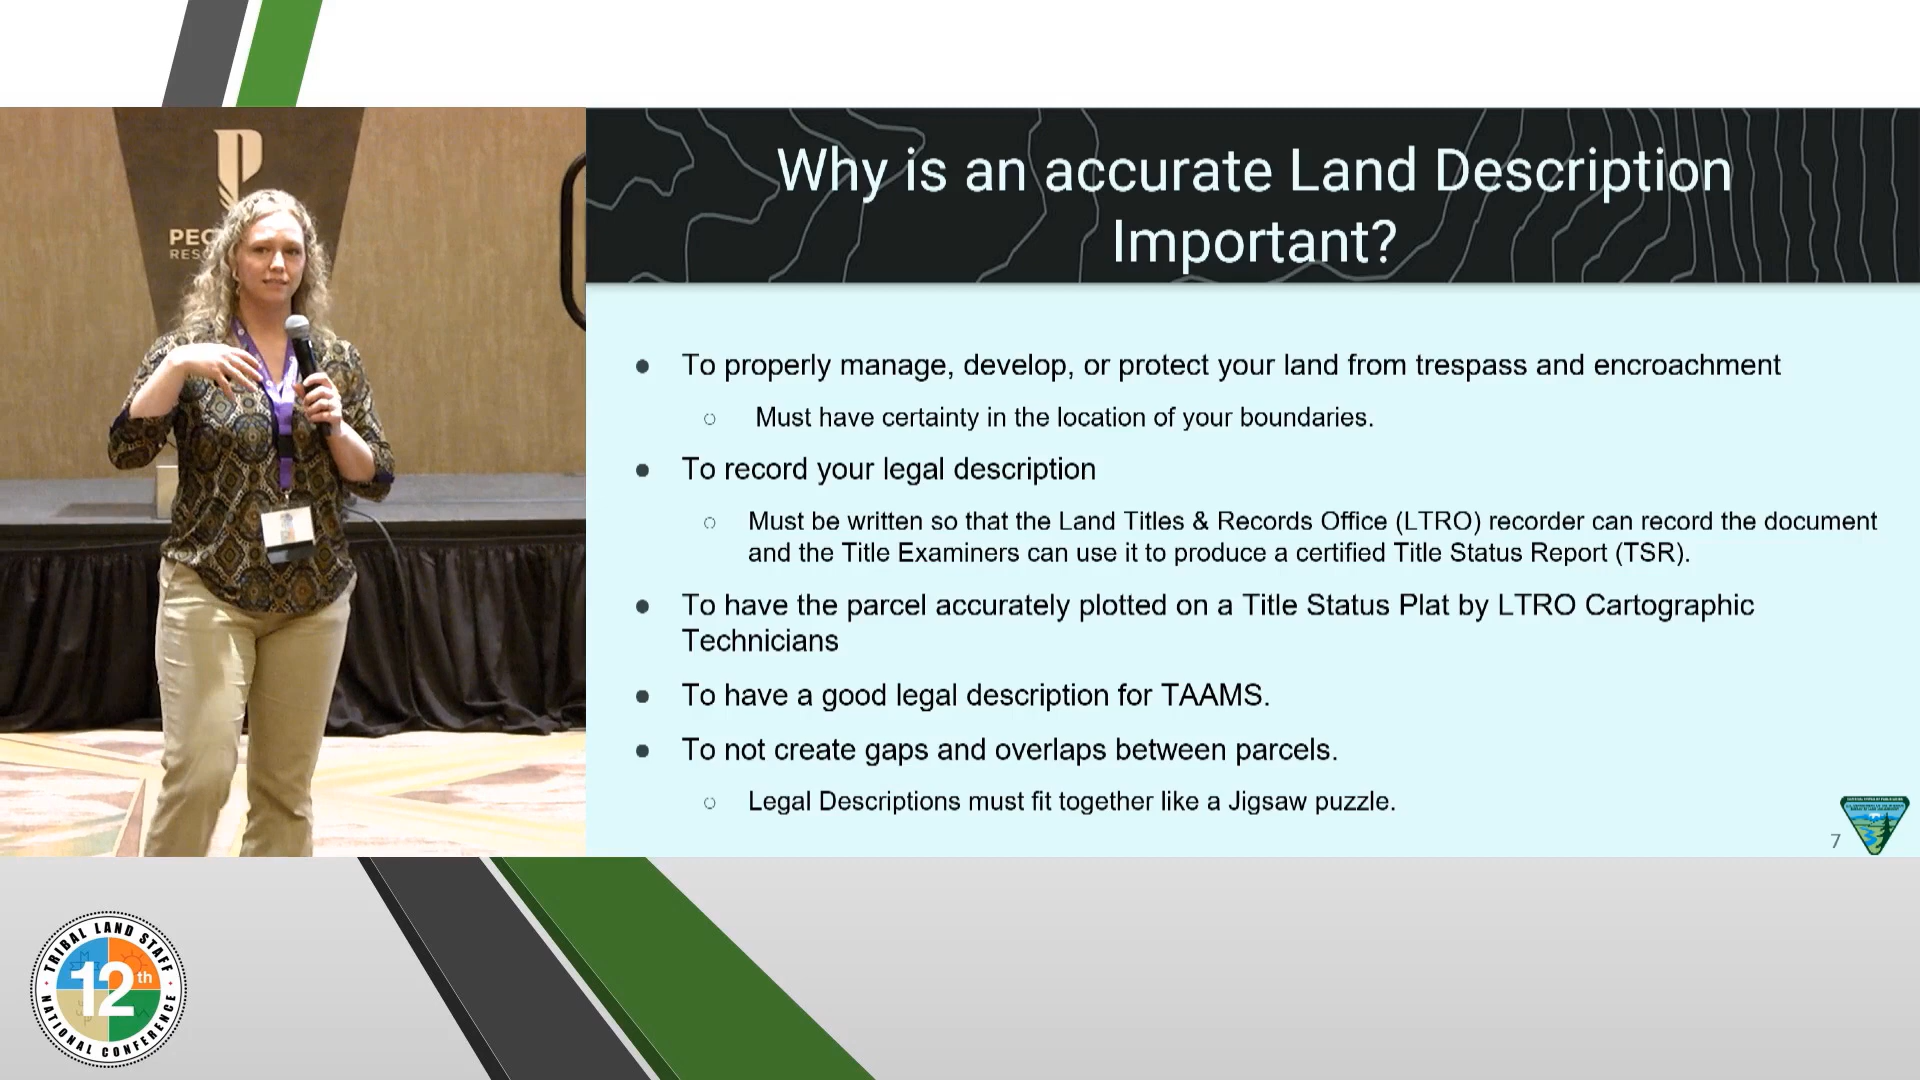 PEC
RES
Why is an accurate Land Description
Important?
To properly manage, develop, or protect your land from trespass and encroachment
Must have certainty in the location of your boundaries.
To record your legal description
Must be written so that the Land Titles & Records Office (LTRO) recorder can record the document
and the Title Examiners can use it to produce a certified Title Status Report (TSR).
To have the parcel accurately plotted on a Title Status Plat by LTRO Cartographic
Technicians
To have a good legal description for TAAMS.
To not create gaps and overlaps between parcels.
Legal Descriptions must fit together like a Jigsaw puzzle.
7
TRIBAL LAND STAFF
12th
NATIONAL CONFERENCE